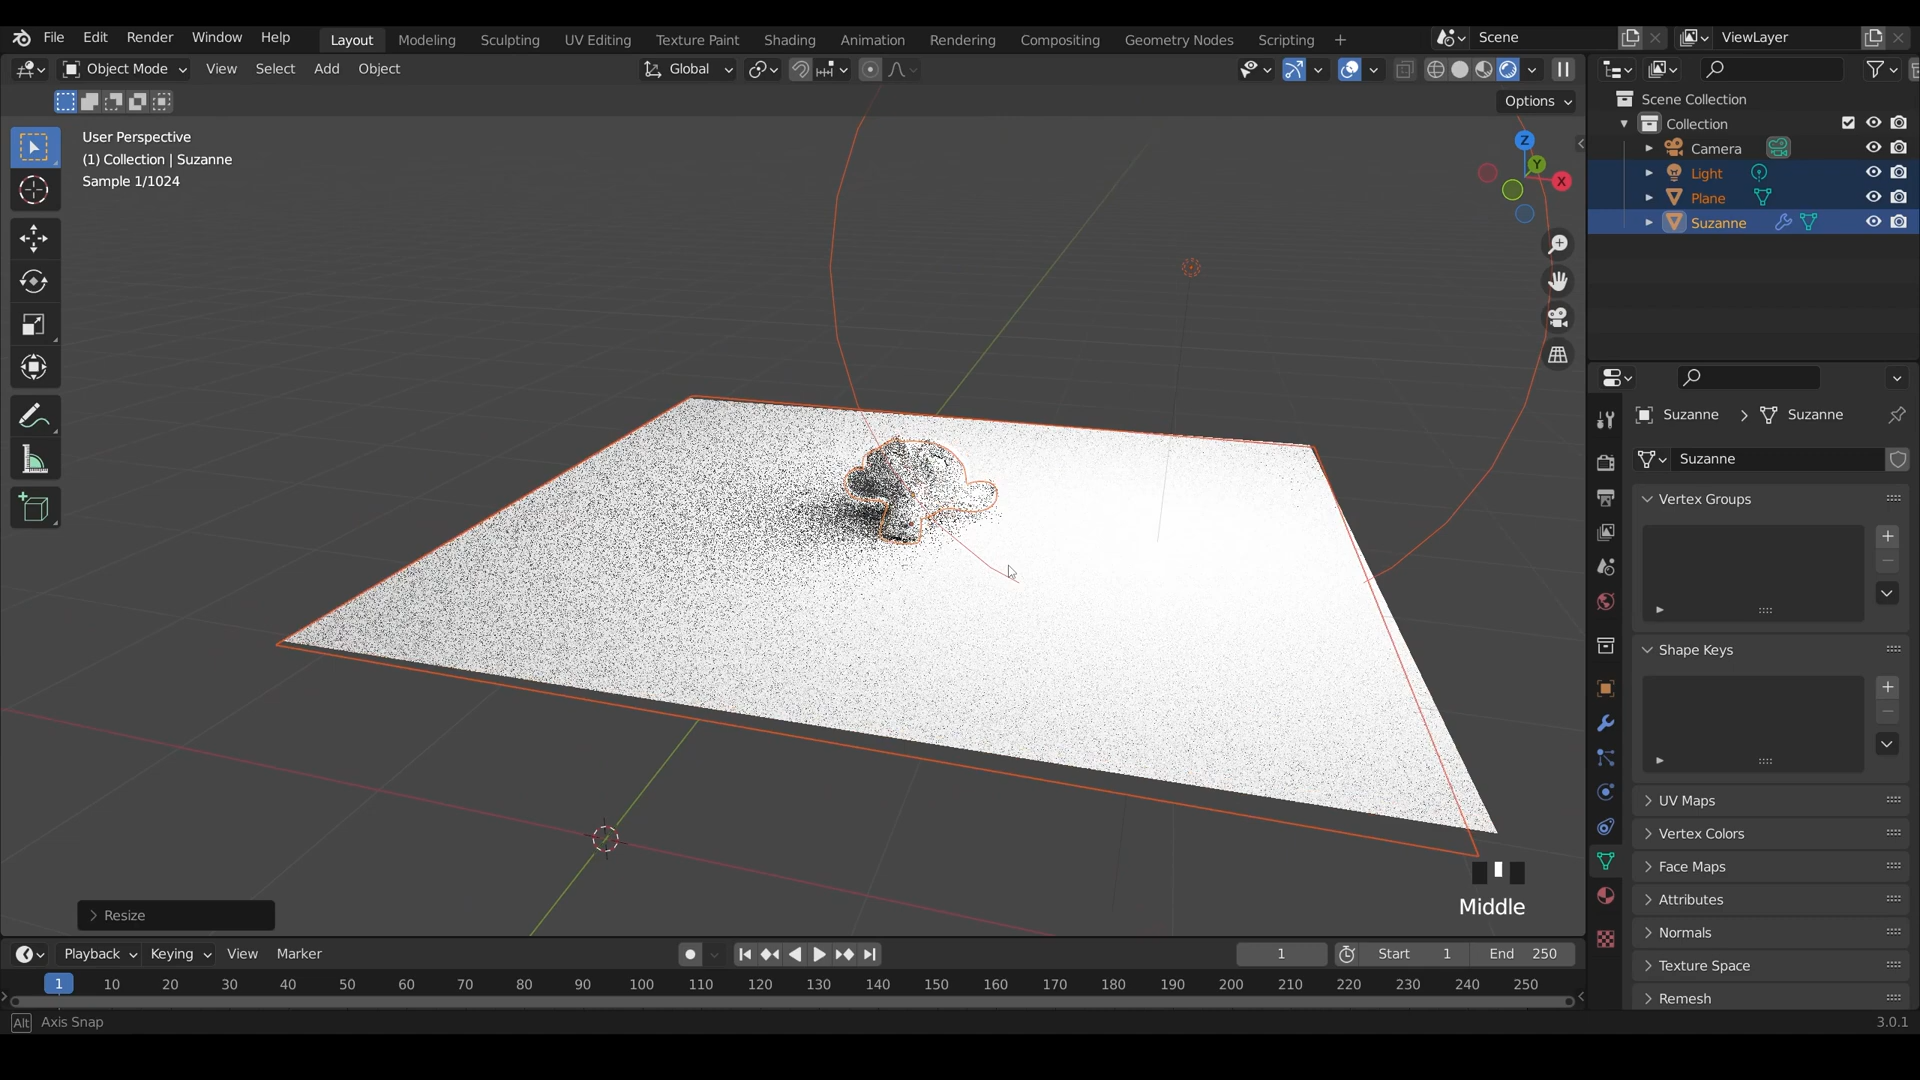 File Edit Render Window Help Layout Modeling Sculpting UV Editing Texture Paint Shading Animation Rendering Compositing Geometry Nodes Scripting + Scene ViewLayer
Object Mode View Select Add Object Global
Options
User Perspective
(1) Collection | Suzanne
Sample 1/1024
Z
Y
X
Scene Collection
Collection
Camera
Light
Plane
Suzanne
Suzanne > Suzanne
Suzanne
Vertex Groups
Shape Keys
UV Maps
Vertex Colors
Face Maps
Attributes
Normals
Texture Space
Remesh
Middle
Resize
Playback Keying View Marker 1 Start 1 End 250
1 10 20 30 40 50 60 70 80 90 100 110 120 130 140 150 160 170 180 190 200 210 220 230 240 250
Alt Axis Snap 3.0.1